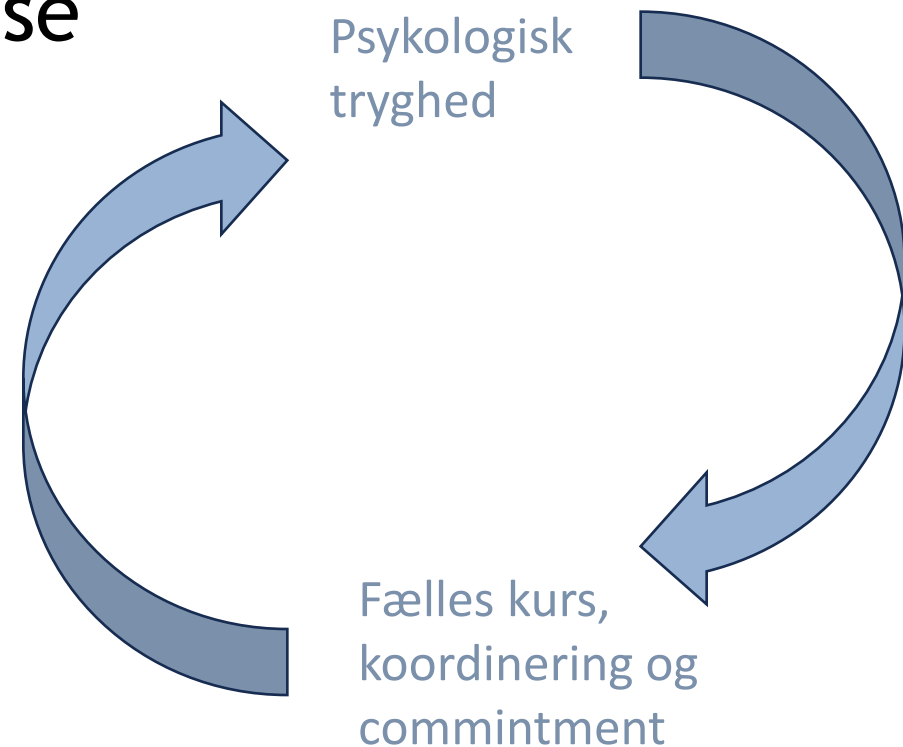 se
Psykologisk
tryghed
Fælles kurs,
koordinering og
commintment